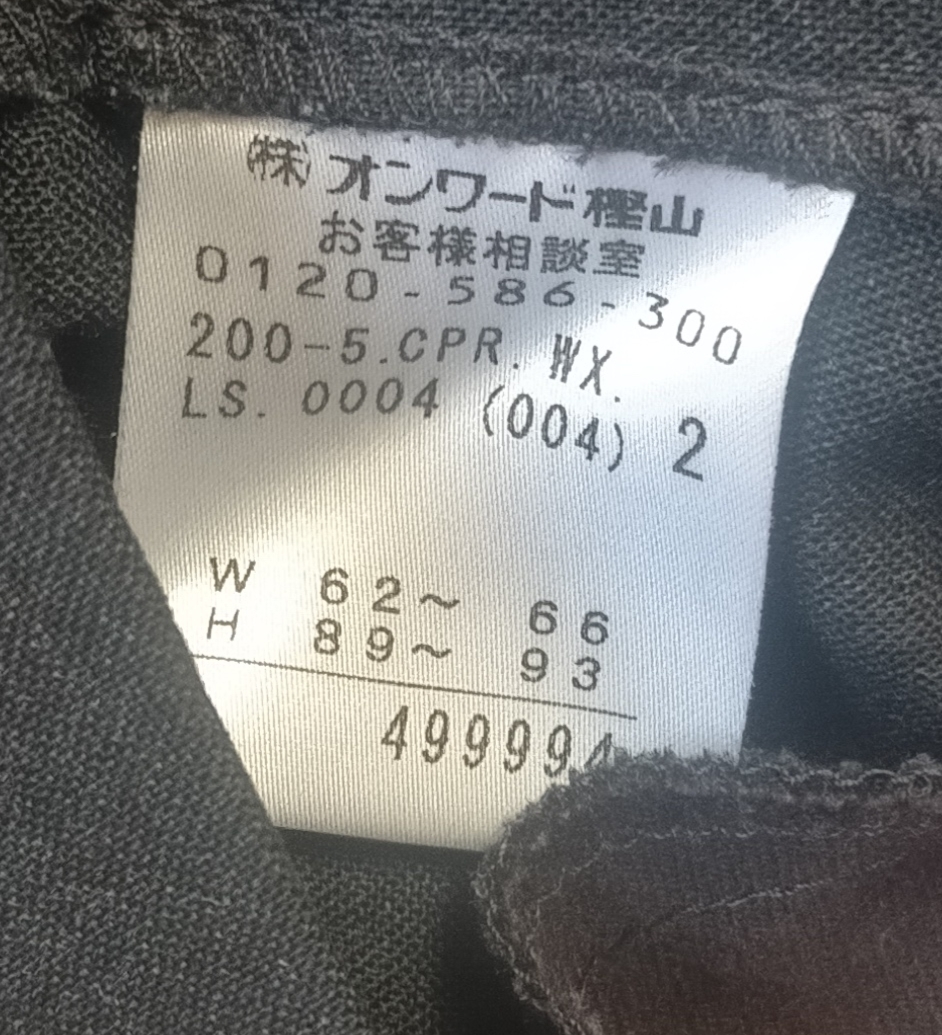 ㈱オンワード樫山
お客様相談室
0120-586-300
200-5.CPR.WX.
LS.0004(004) 2
W 62~ 66
H 89~ 93